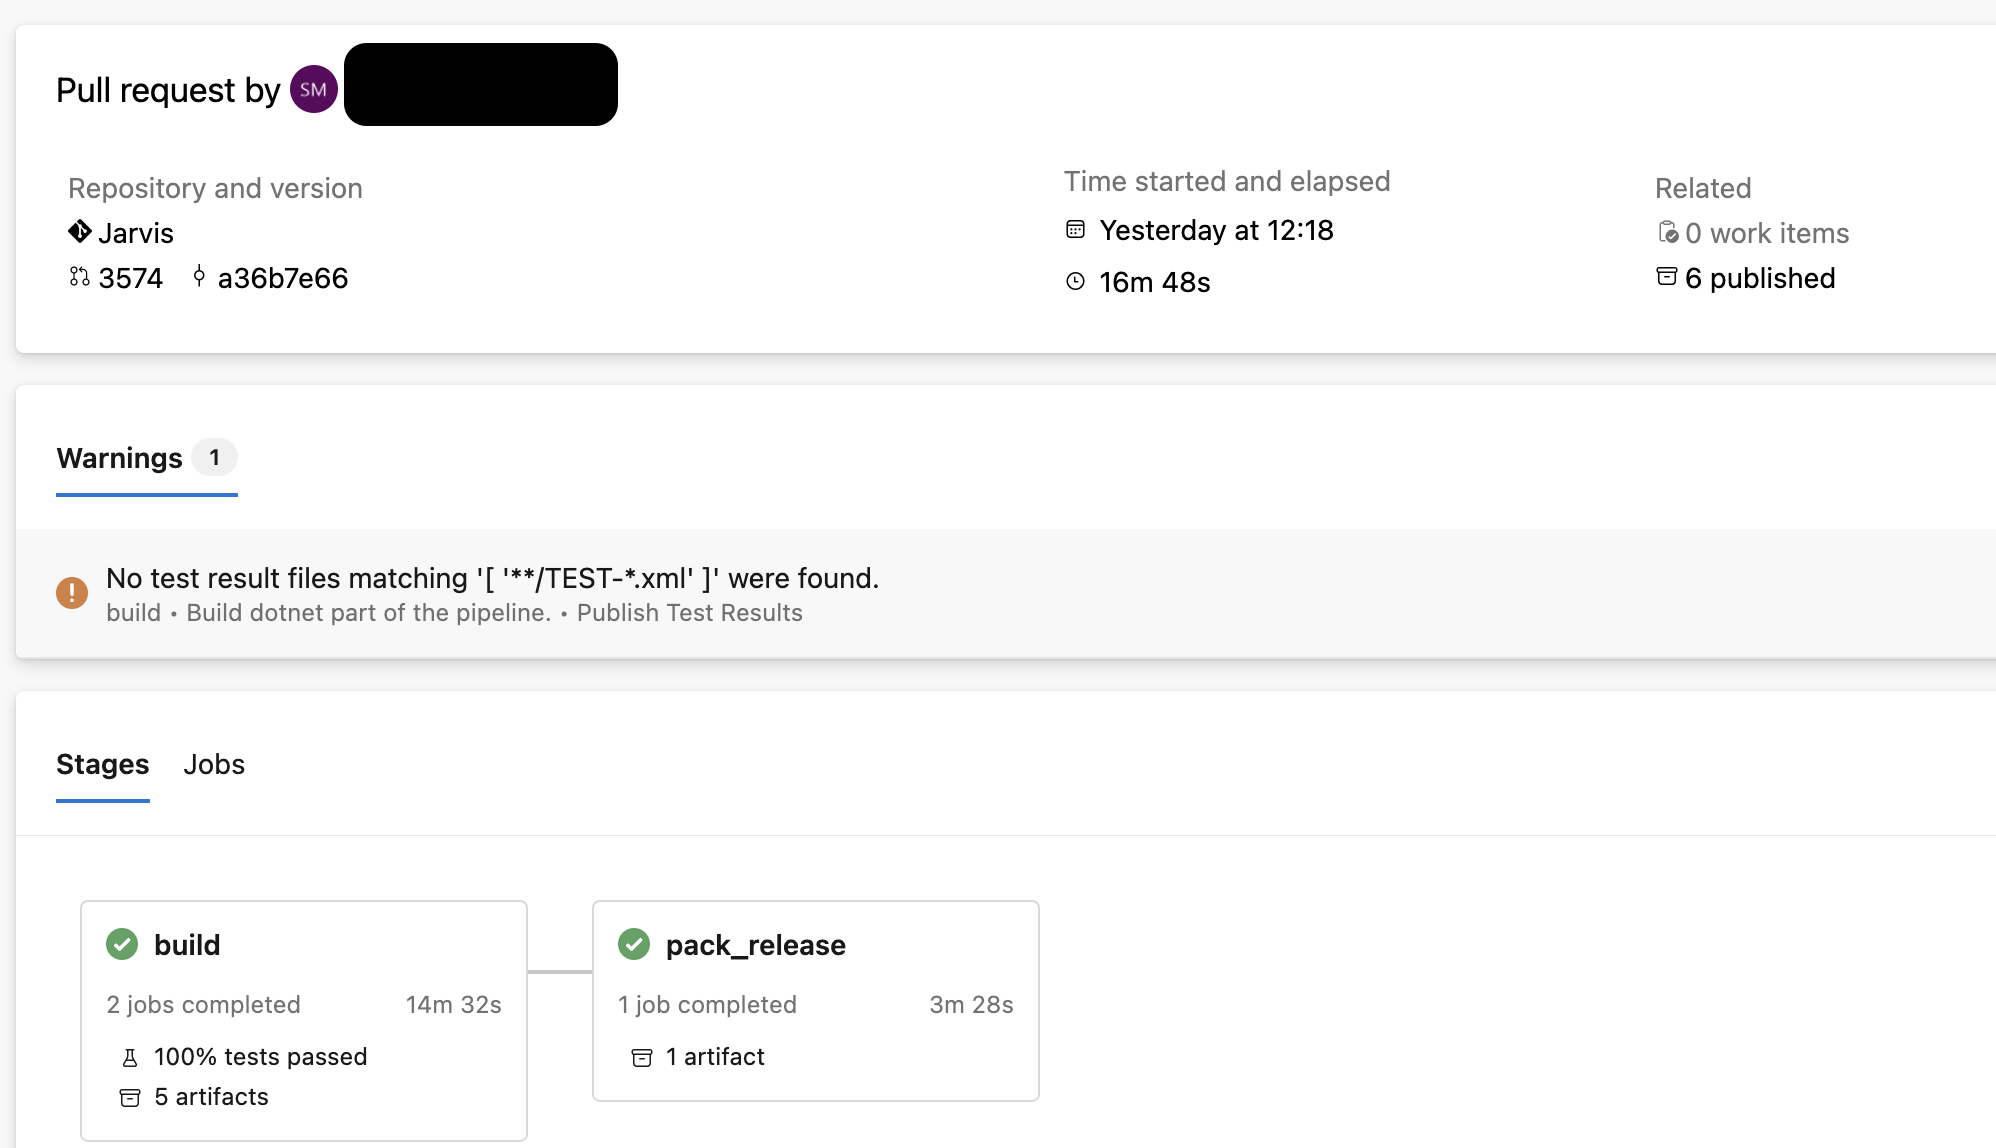 Pull request by SM
Repository and version
Jarvis
3574 a36b7e66
Time started and elapsed
Yesterday at 12:18
16m 48s
Related
0 work items
6 published
Warnings 1
No test result files matching '[ '**/TEST-*.xml' ]' were found.
build • Build dotnet part of the pipeline. • Publish Test Results
Stages Jobs
build
2 jobs completed 14m 32s
100% tests passed
5 artifacts
pack_release
1 job completed 3m 28s
1 artifact